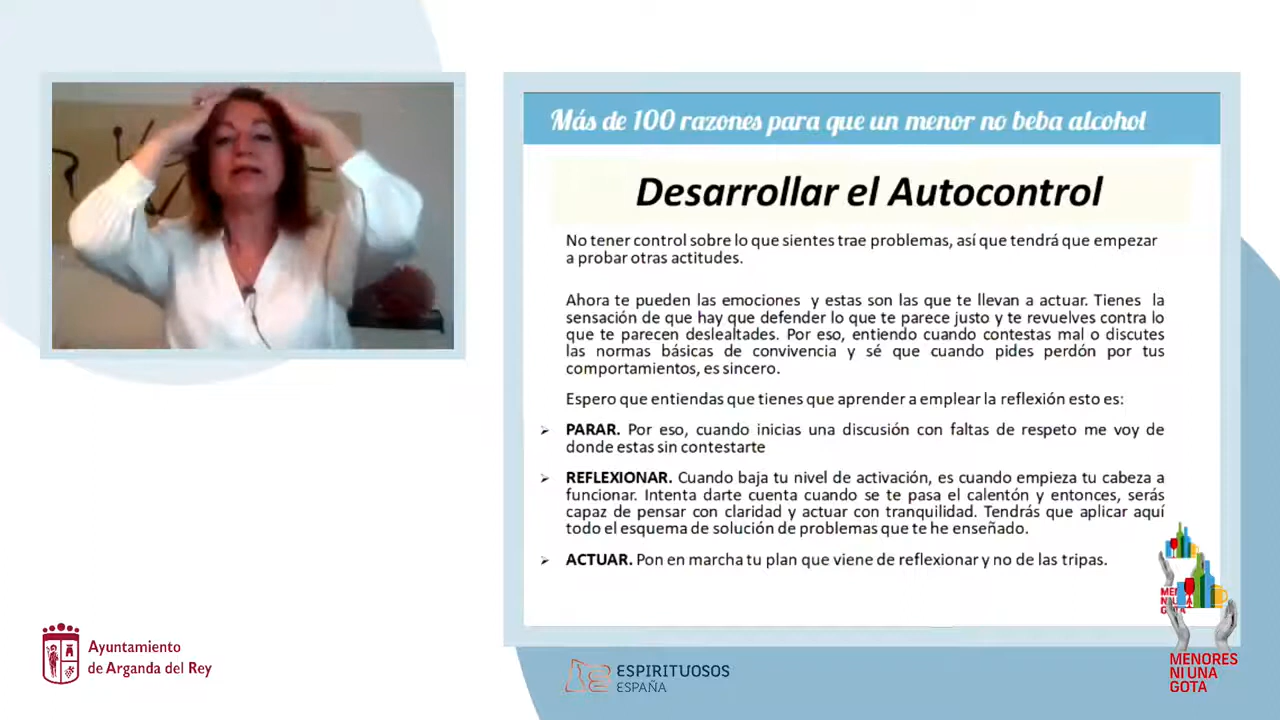 Más de 100 razones para que un menor no beba alcohol
Desarrollar el Autocontrol
No tener control sobre lo que sientes trae problemas, así que tendrá que empezar
a probar otras actitudes.
Ahora te pueden las emociones y estas son las que te llevan a actuar. Tienes la
sensación de que hay que defender lo que te parece justo y te revuelves contra lo
que te parecen deslealtades. Por eso, entiendo cuando contestas mal o discutes
las normas básicas de convivencia y sé que cuando pides perdón por tus
comportamientos, es sincero.
Espero que entiendas que tienes que aprender a emplear la reflexión esto es:
➢ PARAR. Por eso, cuando inicias una discusión con faltas de respeto me voy de
donde estas sin contestarte
➢ REFLEXIONAR. Cuando baja tu nivel de activación, es cuando empieza tu cabeza a
funcionar. Intenta darte cuenta cuando se te pasa el calentón y entonces, serás
capaz de pensar con claridad y actuar con tranquilidad. Tendrás que aplicar aquí
todo el esquema de solución de problemas que te he enseñado.
➢ ACTUAR. Pon en marcha tu plan que viene de reflexionar y no de las tripas.
Ayuntamiento
de Arganda del Rey
ESPIRITUOSOS
ESPAÑA
MENORES
NI UNA
GOTA